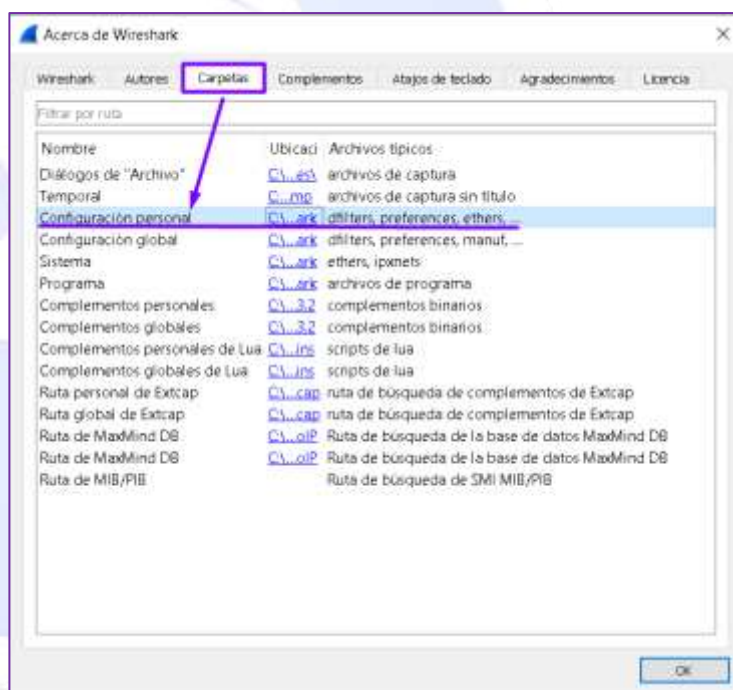 Acerca de Wireshark
Wireshark Autores Carpetas Complementos Atajos de teclado Agradecimientos Licencia
Filtrar por ruta
Nombre Ubicaci Archivos típicos
Diálogos de "Archivo" C:\...es\ archivos de captura
Temporal C:...mp archivos de captura sin título
Configuración personal C:\...ark dfilters, preferences, ethers, ...
Configuración global C:\...ark dfilters, preferences, manuf, ...
Sistema C:\...ark ethers, ipxnets
Programa C:\...ark archivos de programa
Complementos personales C:\...3.2 complementos binarios
Complementos globales C:\...3.2 complementos binarios
Complementos personales de Lua C:\...ins scripts de lua
Complementos globales de Lua C:\...ins scripts de lua
Ruta personal de Extcap C:\...cap ruta de búsqueda de complementos de Extcap
Ruta global de Extcap C:\...cap ruta de búsqueda de complementos de Extcap
Ruta de MaxMind DB C:\...oIP Ruta de búsqueda de la base de datos MaxMind DB
Ruta de MaxMind DB C:\...oIP Ruta de búsqueda de la base de datos MaxMind DB
Ruta de MIB/PIB Ruta de búsqueda de SMI MIB/PIB
OK